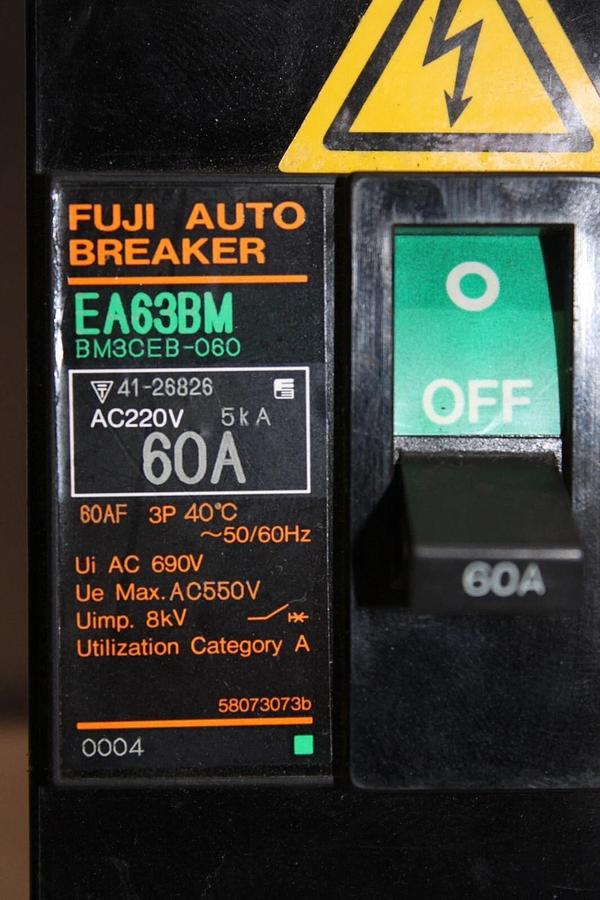 FUJI AUTO
BREAKER
EA63BM
BM3CEB-060
41-26826
AC220V 5kA
60A
60AF 3P 40°C
~50/60Hz
Ui AC 690V
Ue Max. AC550V
Uimp. 8kV
Utilization Category A
58073073b
0004
O
OFF
60A